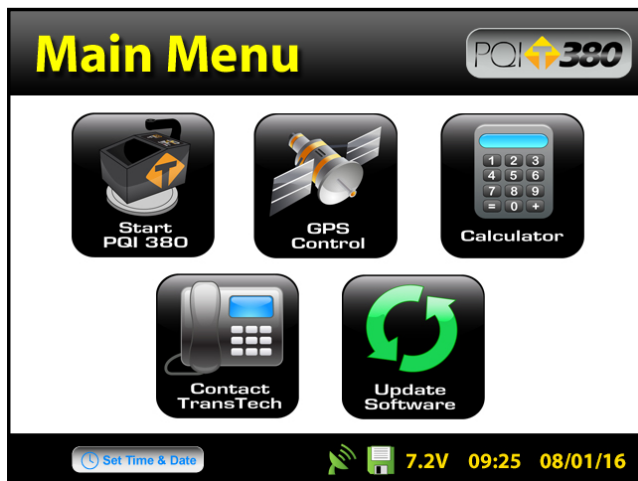 Main Menu
PQI T 380
Start
PQI 380
GPS
Control
Calculator
1 2 3
4 5 6
7 8 9
= 0 +
Contact
TransTech
Update
Software
Set Time & Date
7.2V 09:25 08/01/16